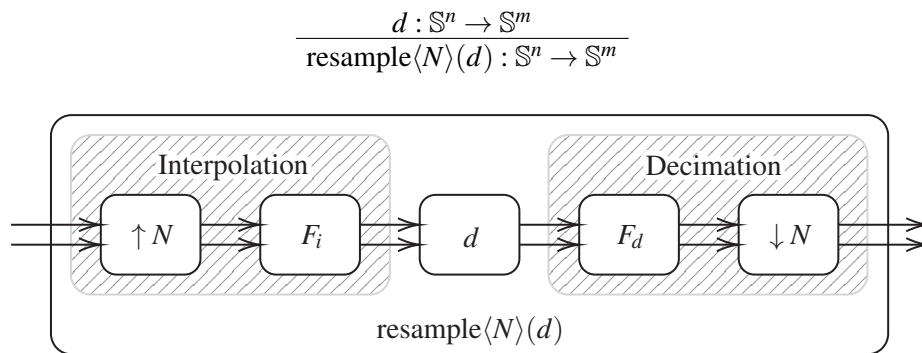 d : 𝕊ⁿ → 𝕊ᵐ
resample⟨N⟩(d) : 𝕊ⁿ → 𝕊ᵐ
Interpolation Decimation
↑ N Fᵢ d F_d ↓ N
resample⟨N⟩(d)